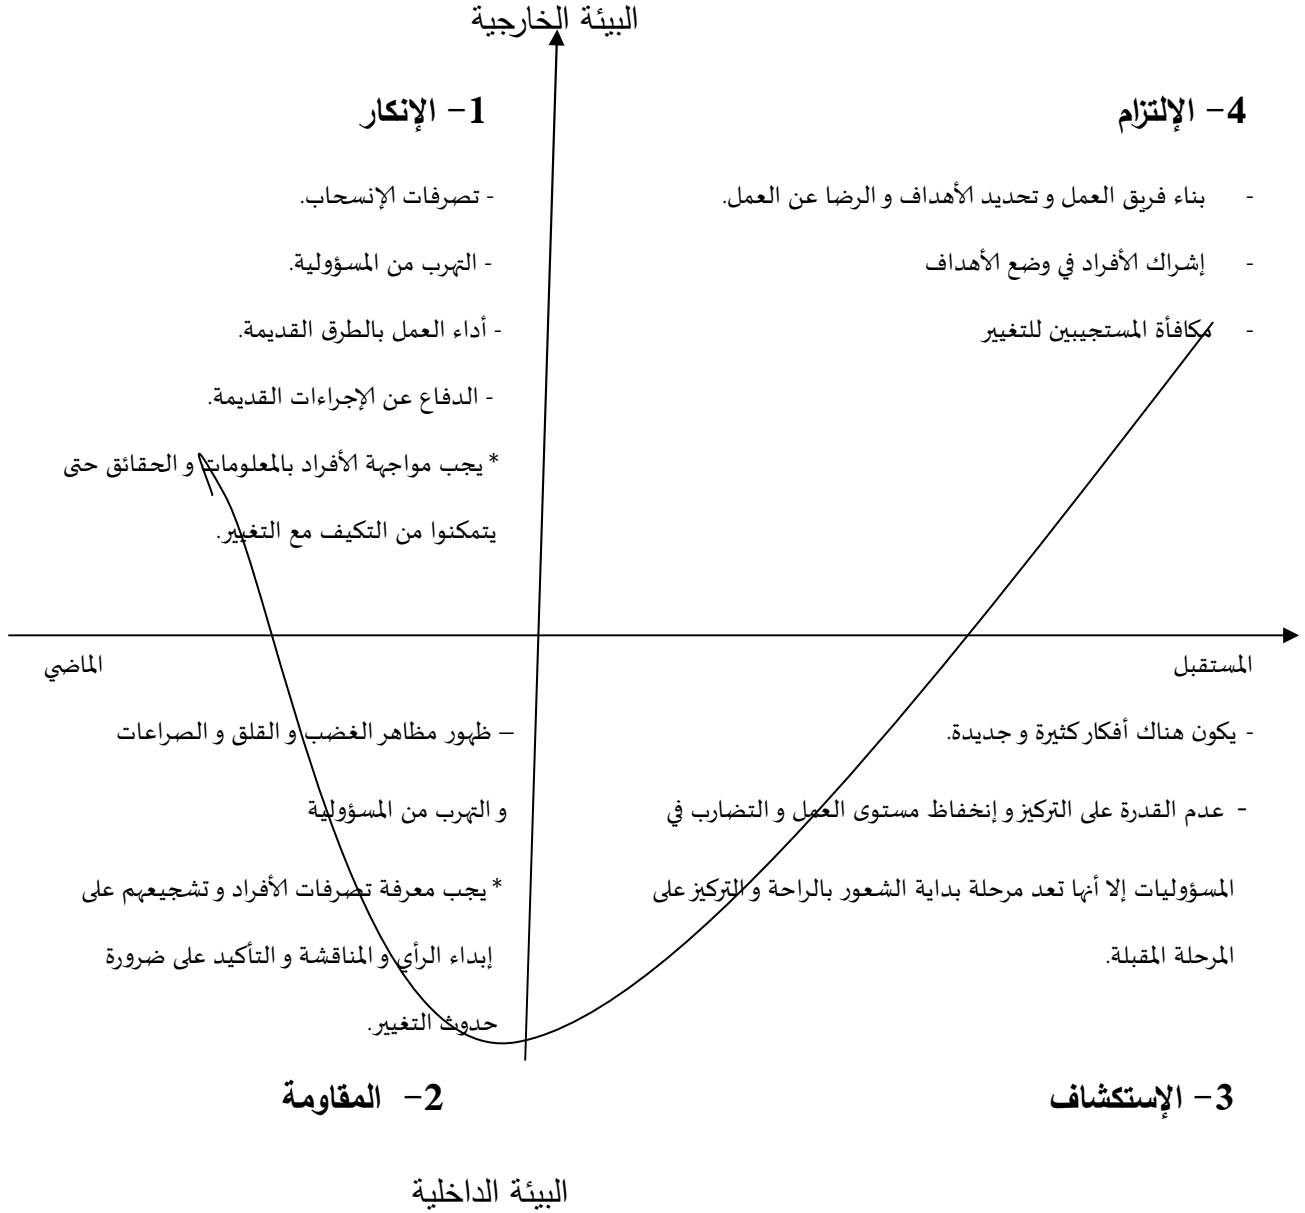 البيئة الخارجية
1- الإنكار
- تصرفات الإنسحاب.
- التهرب من المسؤولية.
- أداء العمل بالطرق القديمة.
- الدفاع عن الإجراءات القديمة.
* يجب مواجهة الأفراد بالمعلومات و الحقائق حتى
يتمكنوا من التكيف مع التغيير.
4- الإلتزام
- بناء فريق العمل و تحديد الأهداف و الرضا عن العمل.
- إشراك الأفراد في وضع الأهداف
- مكافأة المستجيبين للتغيير
المستقبل
الماضي
– ظهور مظاهر الغضب و القلق و الصراعات
و التهرب من المسؤولية
* يجب معرفة تصرفات الأفراد و تشجيعهم على
إبداء الرأي و المناقشة و التأكيد على ضرورة
حدوث التغيير.
2- المقاومة
- يكون هناك أفكار كثيرة و جديدة.
- عدم القدرة على التركيز و إنخفاظ مستوى العمل و التضارب في
المسؤوليات إلا أنها تعد مرحلة بداية الشعور بالراحة و التركيز على
المرحلة المقبلة.
3- الإستكشاف
البيئة الداخلية